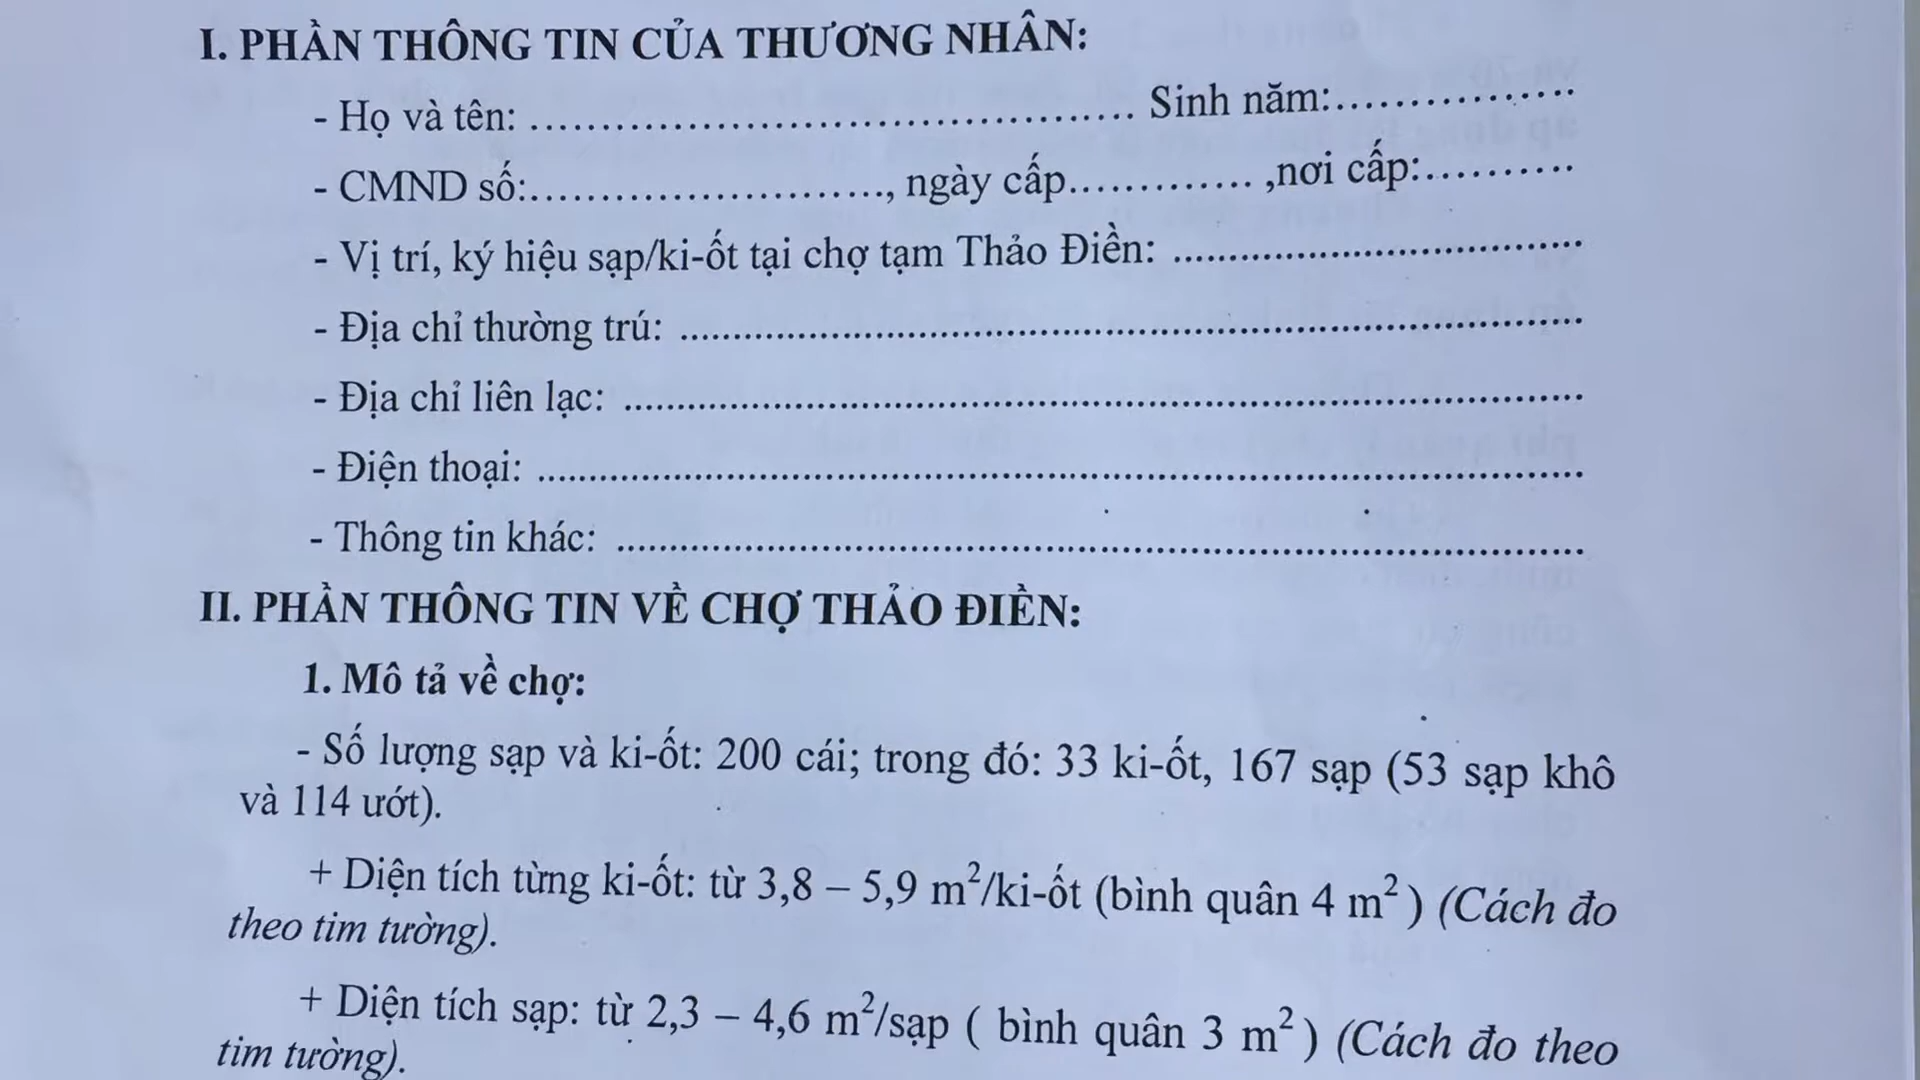 I. PHẦN THÔNG TIN CỦA THƯƠNG NHÂN:
- Họ và tên: .................................................. Sinh năm:................
- CMND số:........................., ngày cấp.............. ,nơi cấp:...........
- Vị trí, ký hiệu sạp/ki-ốt tại chợ tạm Thảo Điền: ......................................
- Địa chỉ thường trú: ....................................................................................
- Địa chỉ liên lạc: .........................................................................................
- Điện thoại: ................................................................................................
- Thông tin khác: .........................................................................................
II. PHẦN THÔNG TIN VỀ CHỢ THẢO ĐIỀN:
1. Mô tả về chợ:
- Số lượng sạp và ki-ốt: 200 cái; trong đó: 33 ki-ốt, 167 sạp (53 sạp khô
và 114 ướt).
+ Diện tích từng ki-ốt: từ 3,8 – 5,9 m²/ki-ốt (bình quân 4 m² ) (Cách đo
theo tim tường).
+ Diện tích sạp: từ 2,3 – 4,6 m²/sạp ( bình quân 3 m² ) (Cách đo theo
tim tường).